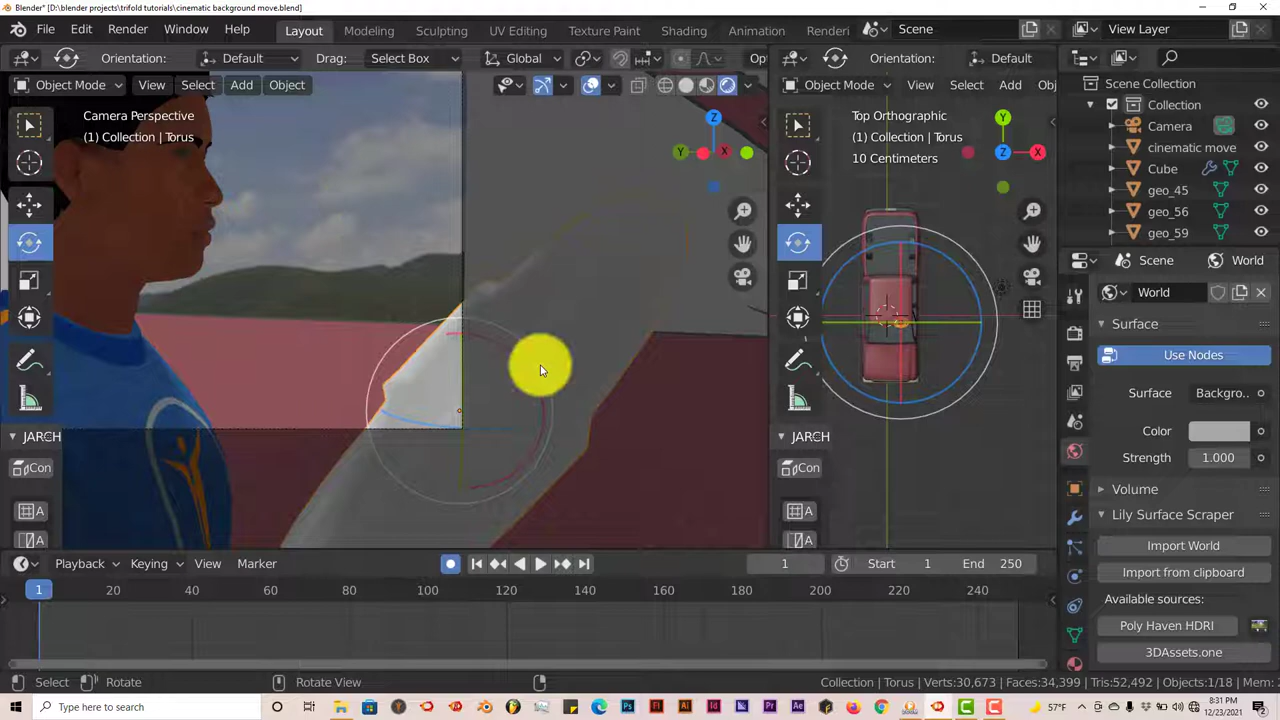 Blender* [D:\blender projects\trifold tutorials\cinematic background move.blend]
File Edit Render Window Help Layout Modeling Sculpting UV Editing Texture Paint Shading Animation Renderi Scene View Layer
Orientation: Default Drag: Select Box Global Opt Orientation: Default
Object Mode View Select Add Object Object Mode View Select Add Obj
Scene Collection
Collection
Camera
cinematic move
Cube
geo_45
geo_56
geo_59
Camera Perspective
(1) Collection | Torus
Z
Y
X
Top Orthographic
(1) Collection | Torus
10 Centimeters
Y
Z
X
Scene World
World
Surface
Use Nodes
Surface Backgro..
Color
Strength 1.000
Volume
Lily Surface Scraper
Import World
Import from clipboard
Available sources:
Poly Haven HDRI
3DAssets.one
JARCH
Con
A
A
JARCH
Con
A
A
Playback Keying View Marker 1 Start 1 End 250
1 20 40 60 80 100 120 140 160 180 200 220 240
Select Rotate Rotate View Collection | Torus | Verts:30,673 | Faces:34,399 | Tris:52,492 | Objects:1/18 | Mem:
Type here to search
57°F
8:31 PM
12/23/2021